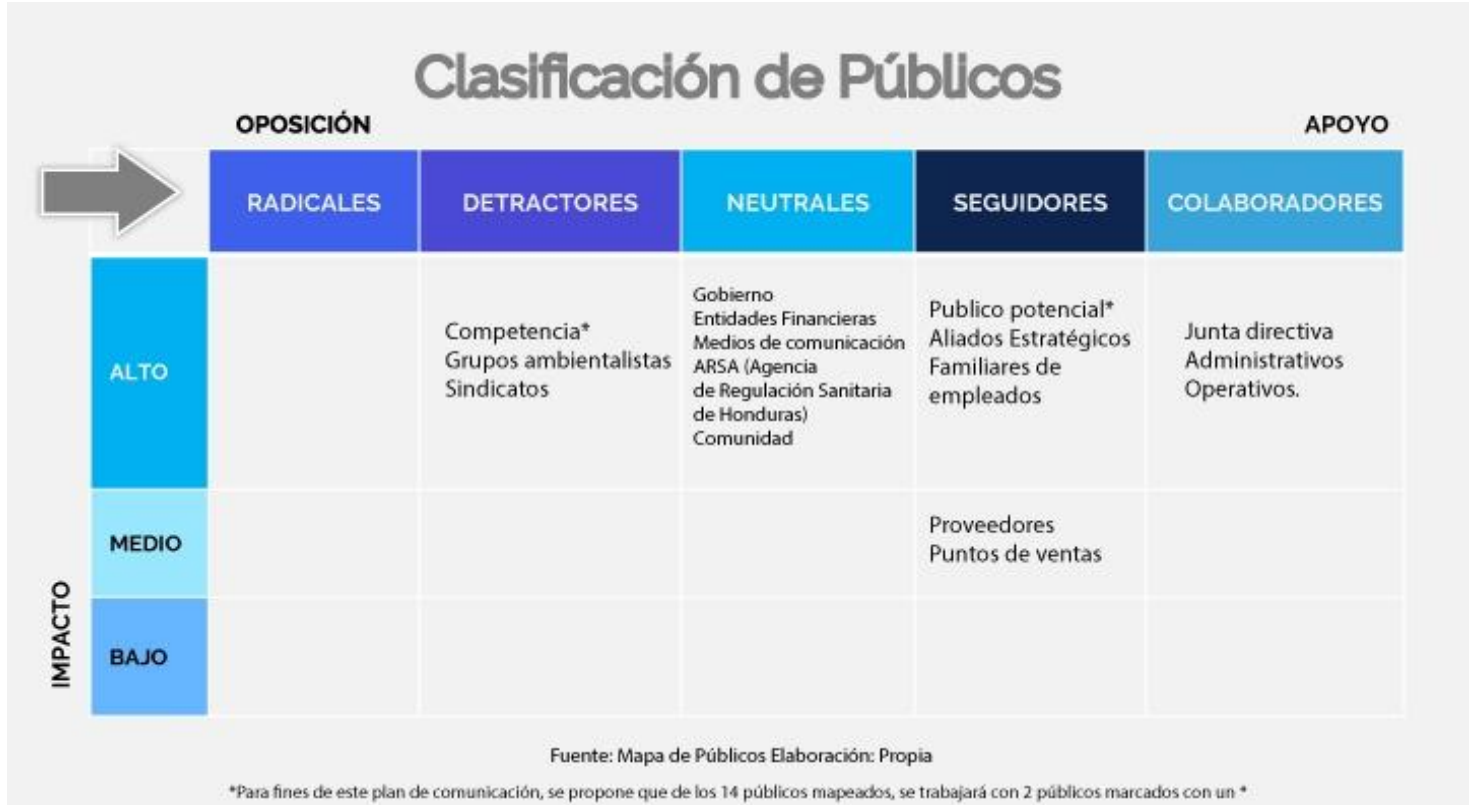 Clasificación de Públicos
OPOSICIÓN
APOYO
RADICALES
DETRACTORES
NEUTRALES
SEGUIDORES
COLABORADORES
ALTO
Competencia*
Grupos ambientalistas
Sindicatos
Gobierno
Entidades Financieras
Medios de comunicación
ARSA (Agencia
de Regulación Sanitaria
de Honduras)
Comunidad
Publico potencial*
Aliados Estratégicos
Familiares de
empleados
Junta directiva
Administrativos
Operativos.
MEDIO
Proveedores
Puntos de ventas
IMPACTO
BAJO
Fuente: Mapa de Públicos Elaboración: Propia
*Para fines de este plan de comunicación, se propone que de los 14 públicos mapeados, se trabajará con 2 públicos marcados con un *